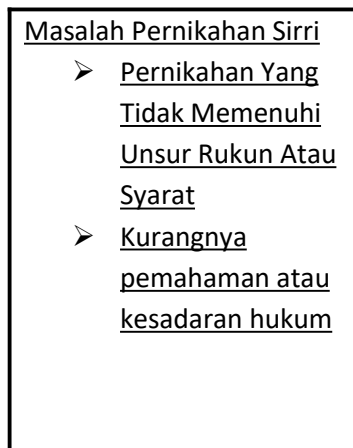 Masalah Pernikahan Sirri
➢ Pernikahan Yang
Tidak Memenuhi
Unsur Rukun Atau
Syarat
➢ Kurangnya
pemahaman atau
kesadaran hukum